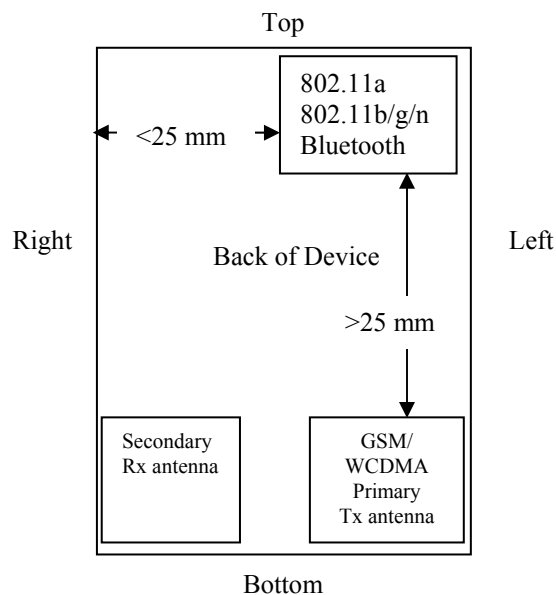 Top
802.11a
802.11b/g/n
Bluetooth
<25 mm
Right
Back of Device
Left
>25 mm
Secondary
Rx antenna
GSM/
WCDMA
Primary
Tx antenna
Bottom